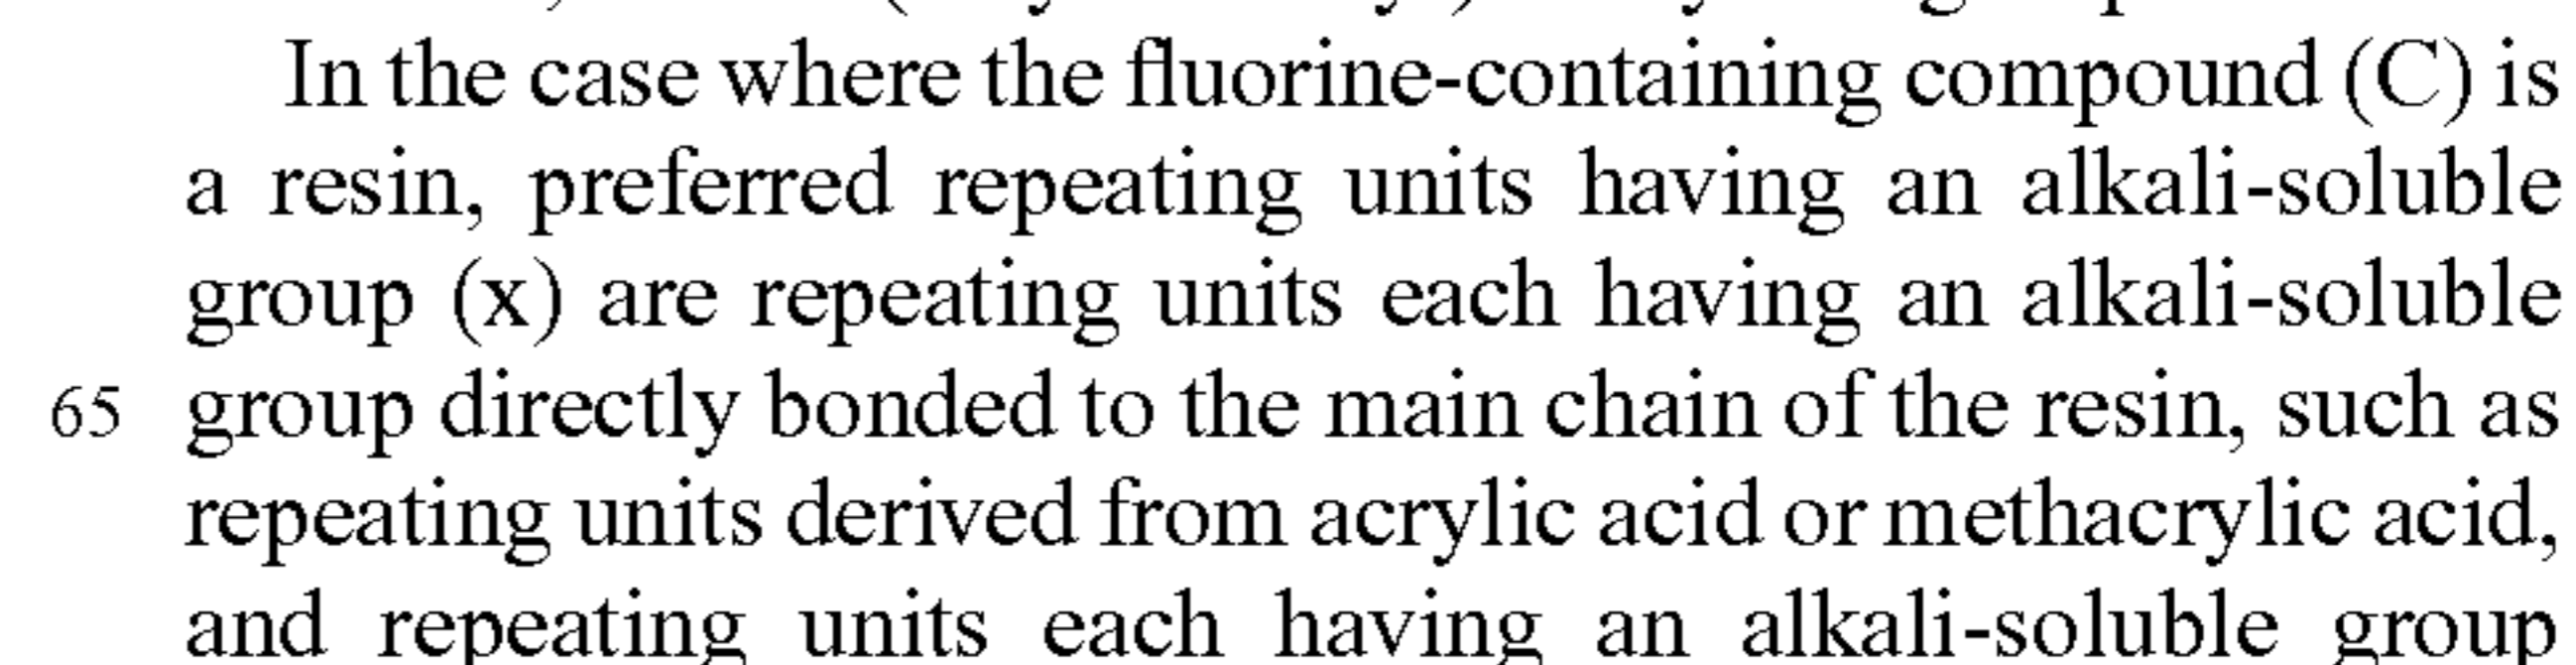 In the case where the fluorine-containing compound (C) is
a resin, preferred repeating units having an alkali-soluble
group (x) are repeating units each having an alkali-soluble
65 group directly bonded to the main chain of the resin, such as
repeating units derived from acrylic acid or methacrylic acid,
and repeating units each having an alkali-soluble group